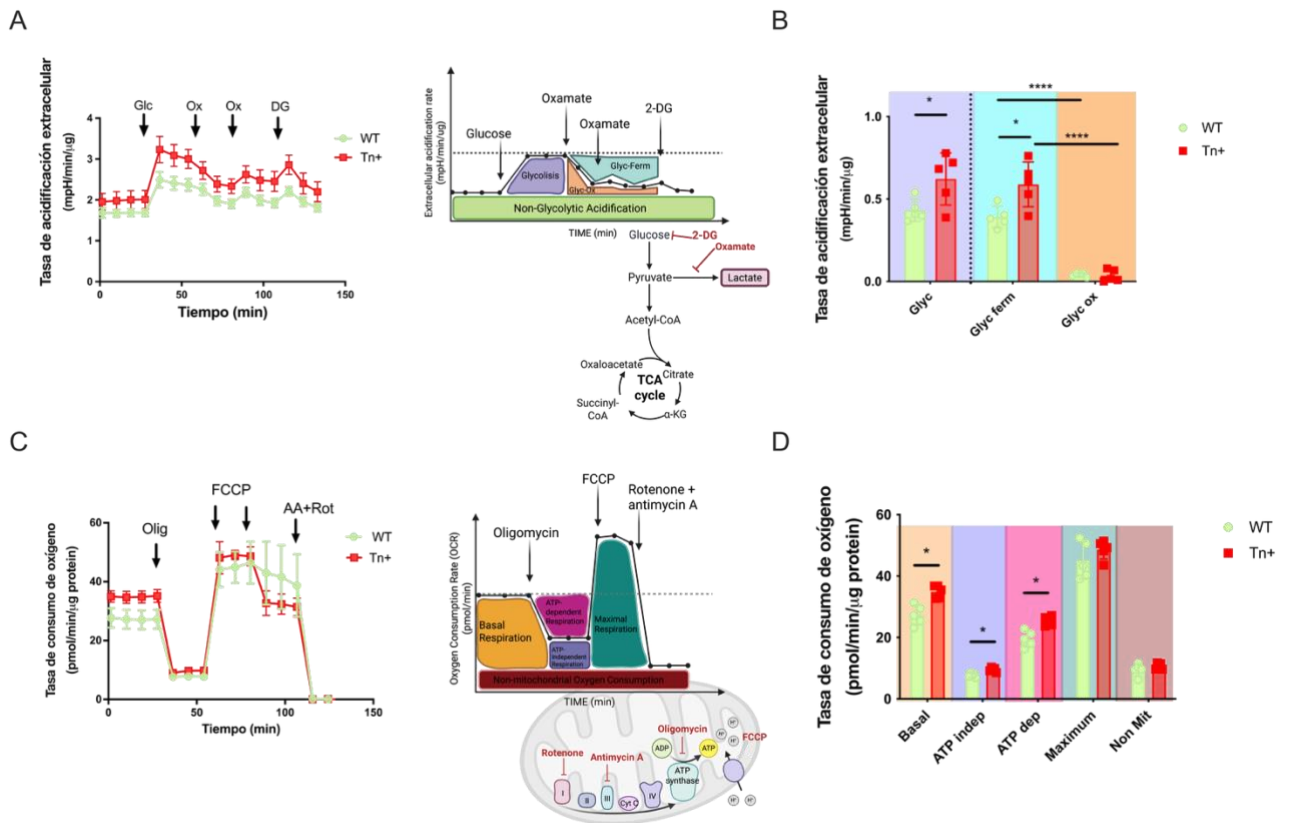 A
Tasa de acidificación extracelular
(mpH/min/µg)
4
3
2
1
0
0
50
100
150
Tiempo (min)
Glc
Ox
Ox
DG
WT
Tn+
Extracellular acidification rate
(mpH/min/ug)
Glucose
Oxamate
Oxamate
2-DG
Glycolisis
Glyc-Ferm
Glyc-Ox
Non-Glycolytic Acidification
TIME (min)
Glucose
2-DG
Oxamate
Pyruvate
Lactate
Acetyl-CoA
Oxaloacetate
Citrate
TCA
cycle
Succinyl-
CoA
α-KG
B
Tasa de acidificación extracelular
(mpH/min/µg)
1.0
0.5
0.0
*
*
****
****
Glyc
Glyc ferm
Glyc ox
WT
Tn+
C
Tasa de consumo de oxígeno
(pmol/min/µg protein)
60
40
20
0
0
50
100
150
Tiempo (min)
Olig
FCCP
AA+Rot
WT
Tn+
Oxygen Consumption Rate (OCR)
(pmol/min)
Oligomycin
FCCP
Rotenone +
antimycin A
Basal
Respiration
ATP-
dependent
Respiration
ATP-
independent
Respiration
Maximal
Respiration
Non-mitochondrial Oxygen Consumption
TIME (min)
Rotenone
Antimycin A
Oligomycin
FCCP
ADP
ATP
ATP
synthase
I
II
III
Cyt C
IV
H⁺
H⁺
H⁺
H⁺
H⁺
D
Tasa de consumo de oxígeno
(pmol/min/µg protein)
60
40
20
0
*
*
*
Basal
ATP indep
ATP dep
Maximum
Non Mit
WT
Tn+